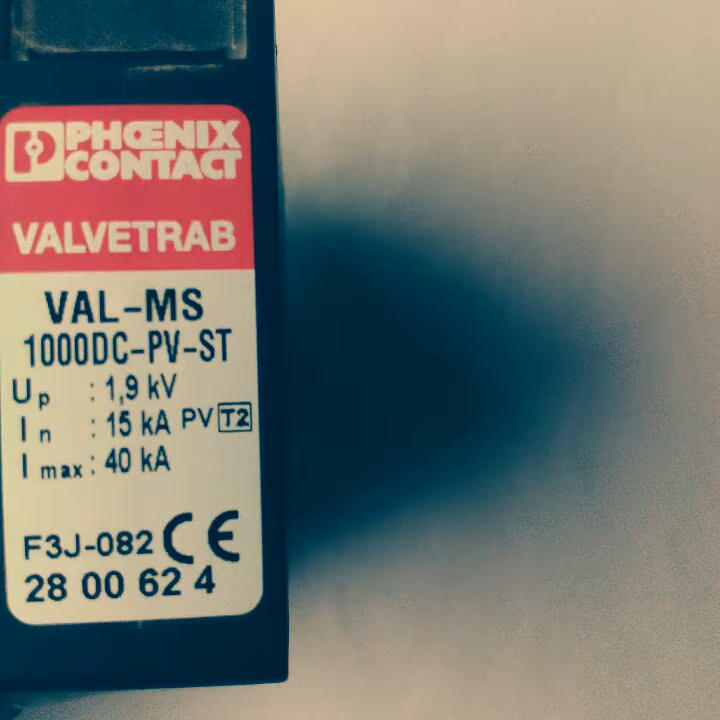 PHŒNIX
CONTACT
VALVETRAB
VAL-MS
1000DC-PV-ST
Up : 1,9 kV
In : 15 kA PV T2
Imax : 40 kA
F3J-082 CE
28 00 62 4